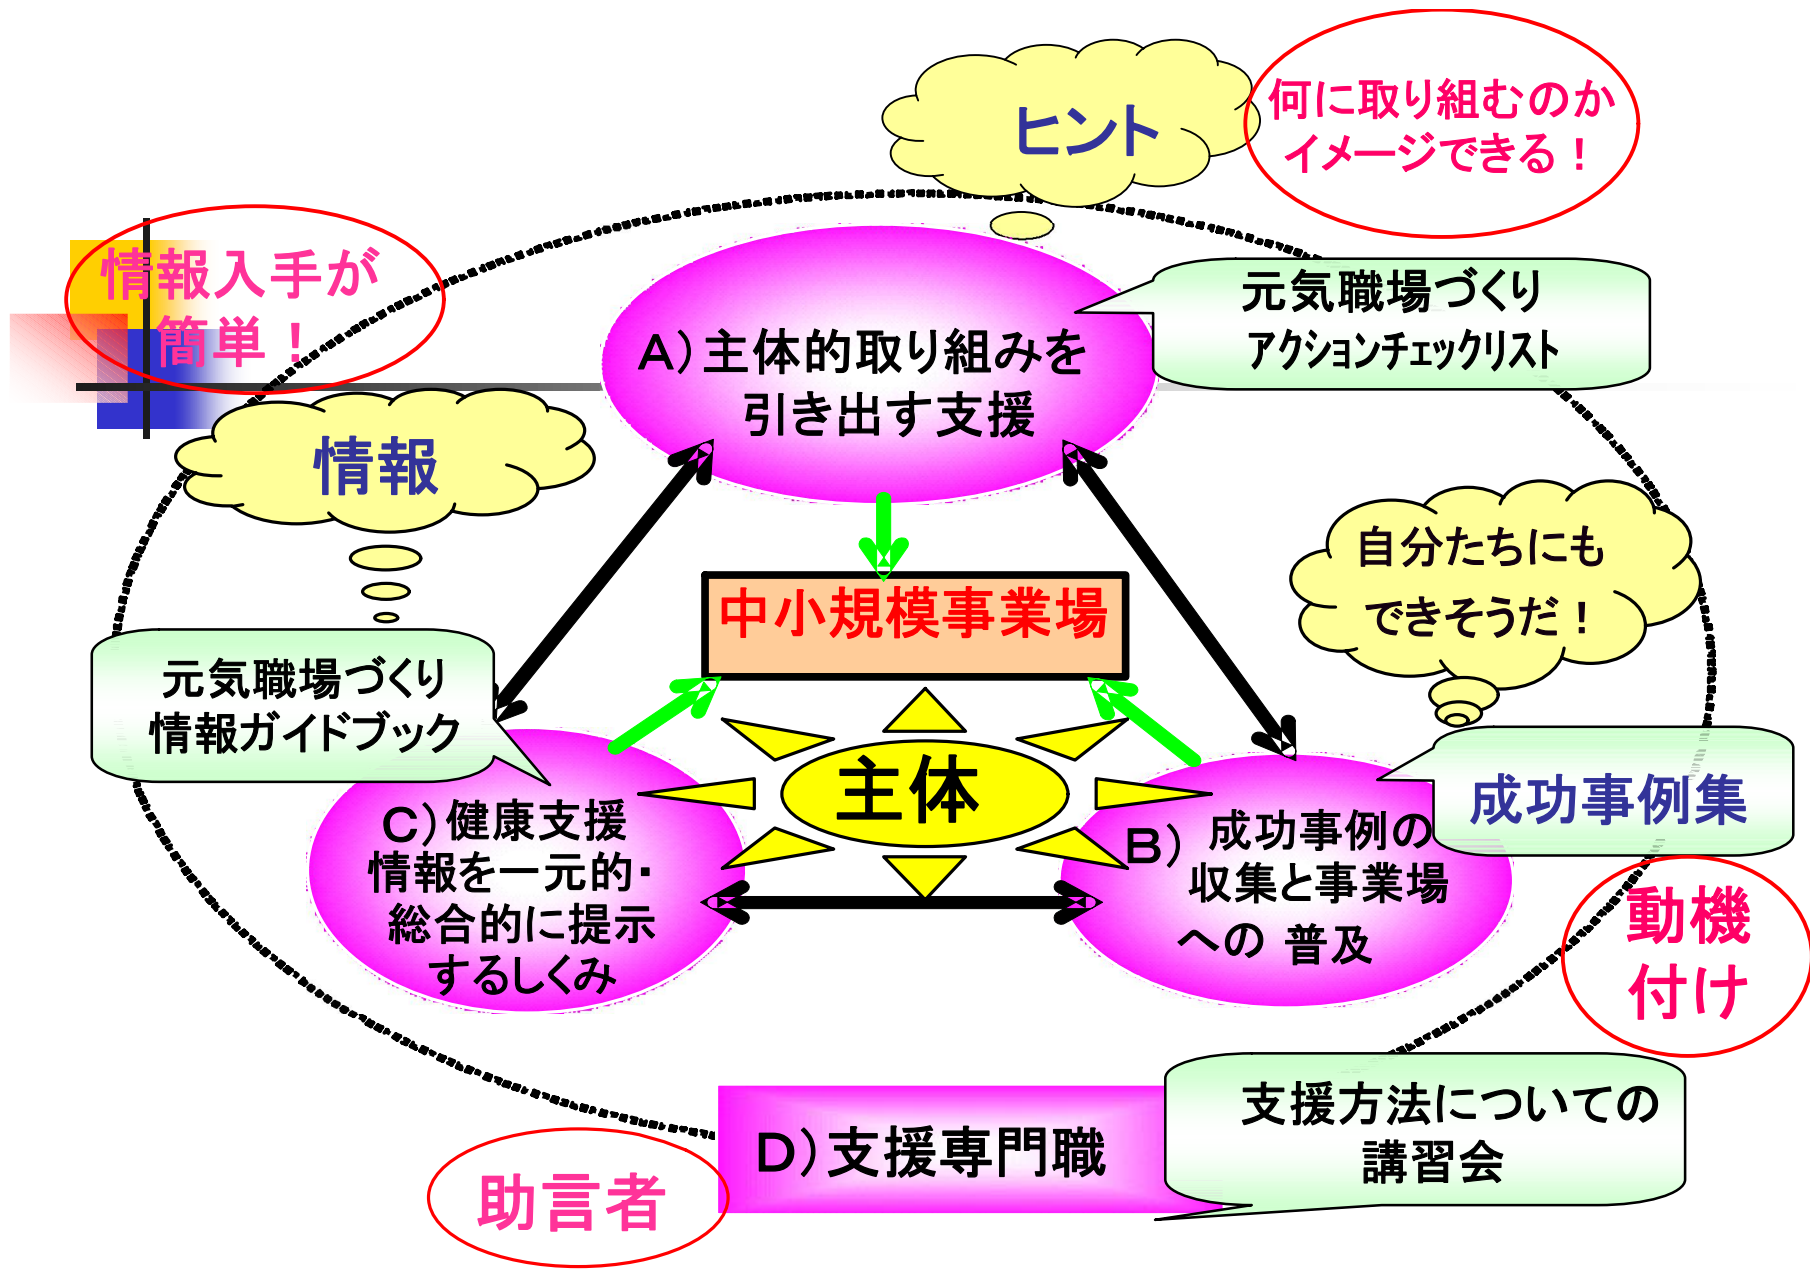 ヒント
何に取り組むのか
イメージできる！
情報入手が
簡単！
元気職場づくり
アクションチェックリスト
A）主体的取り組みを
引き出す支援
情報
自分たちにも
できそうだ！
中小規模事業場
元気職場づくり
情報ガイドブック
主体
成功事例集
C）健康支援
情報を一元的・
総合的に提示
するしくみ
B）成功事例の
収集と事業場
への 普及
動機
付け
D）支援専門職
支援方法についての
講習会
助言者